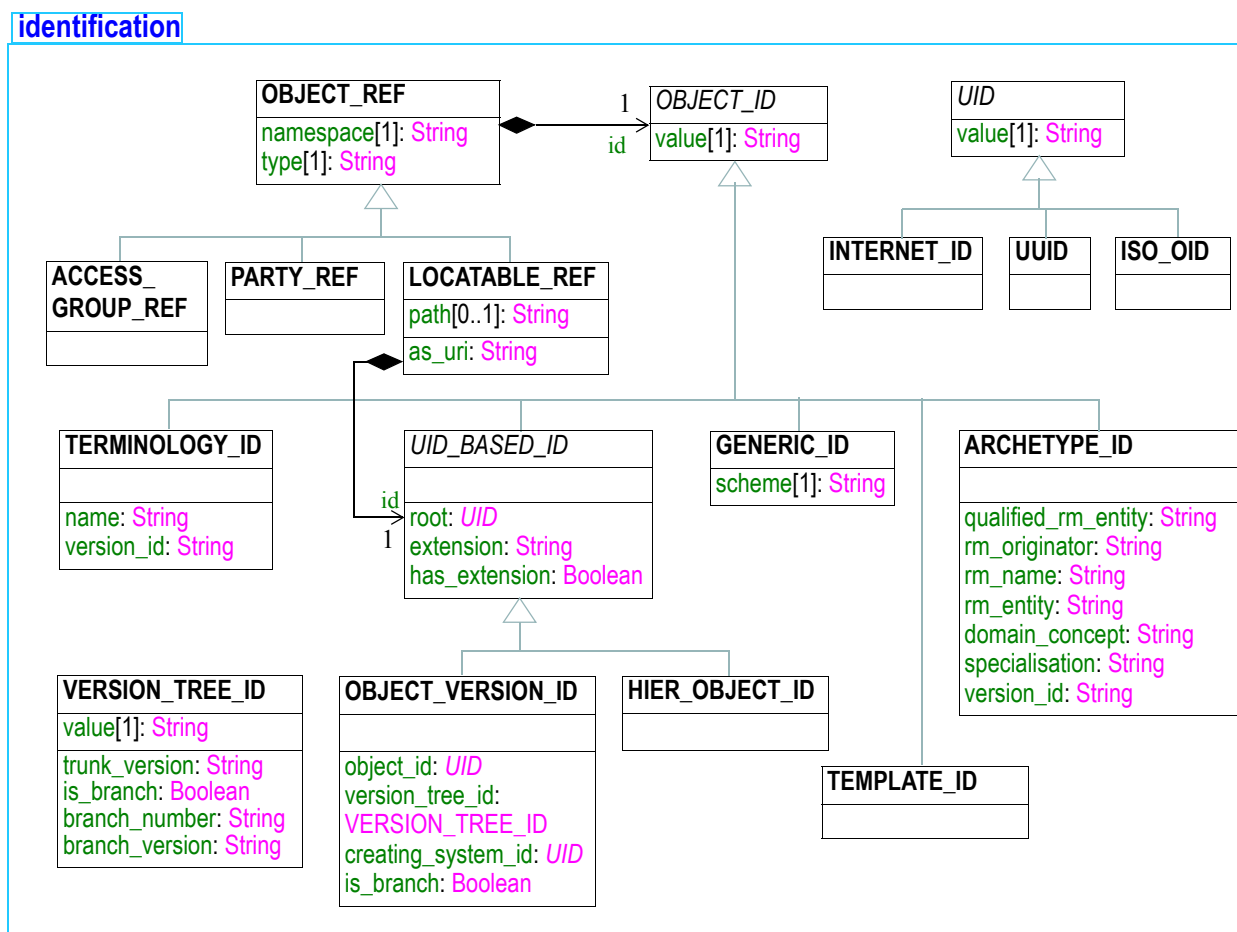 identification
OBJECT_REF
namespace[1]: String
type[1]: String
1
id
OBJECT_ID
value[1]: String
UID
value[1]: String
ACCESS_
GROUP_REF
PARTY_REF
LOCATABLE_REF
path[0..1]: String
as_uri: String
INTERNET_ID
UUID
ISO_OID
TERMINOLOGY_ID
name: String
version_id: String
id
1
UID_BASED_ID
root: UID
extension: String
has_extension: Boolean
GENERIC_ID
scheme[1]: String
ARCHETYPE_ID
qualified_rm_entity: String
rm_originator: String
rm_name: String
rm_entity: String
domain_concept: String
specialisation: String
version_id: String
VERSION_TREE_ID
value[1]: String
trunk_version: String
is_branch: Boolean
branch_number: String
branch_version: String
OBJECT_VERSION_ID
object_id: UID
version_tree_id:
VERSION_TREE_ID
creating_system_id: UID
is_branch: Boolean
HIER_OBJECT_ID
TEMPLATE_ID